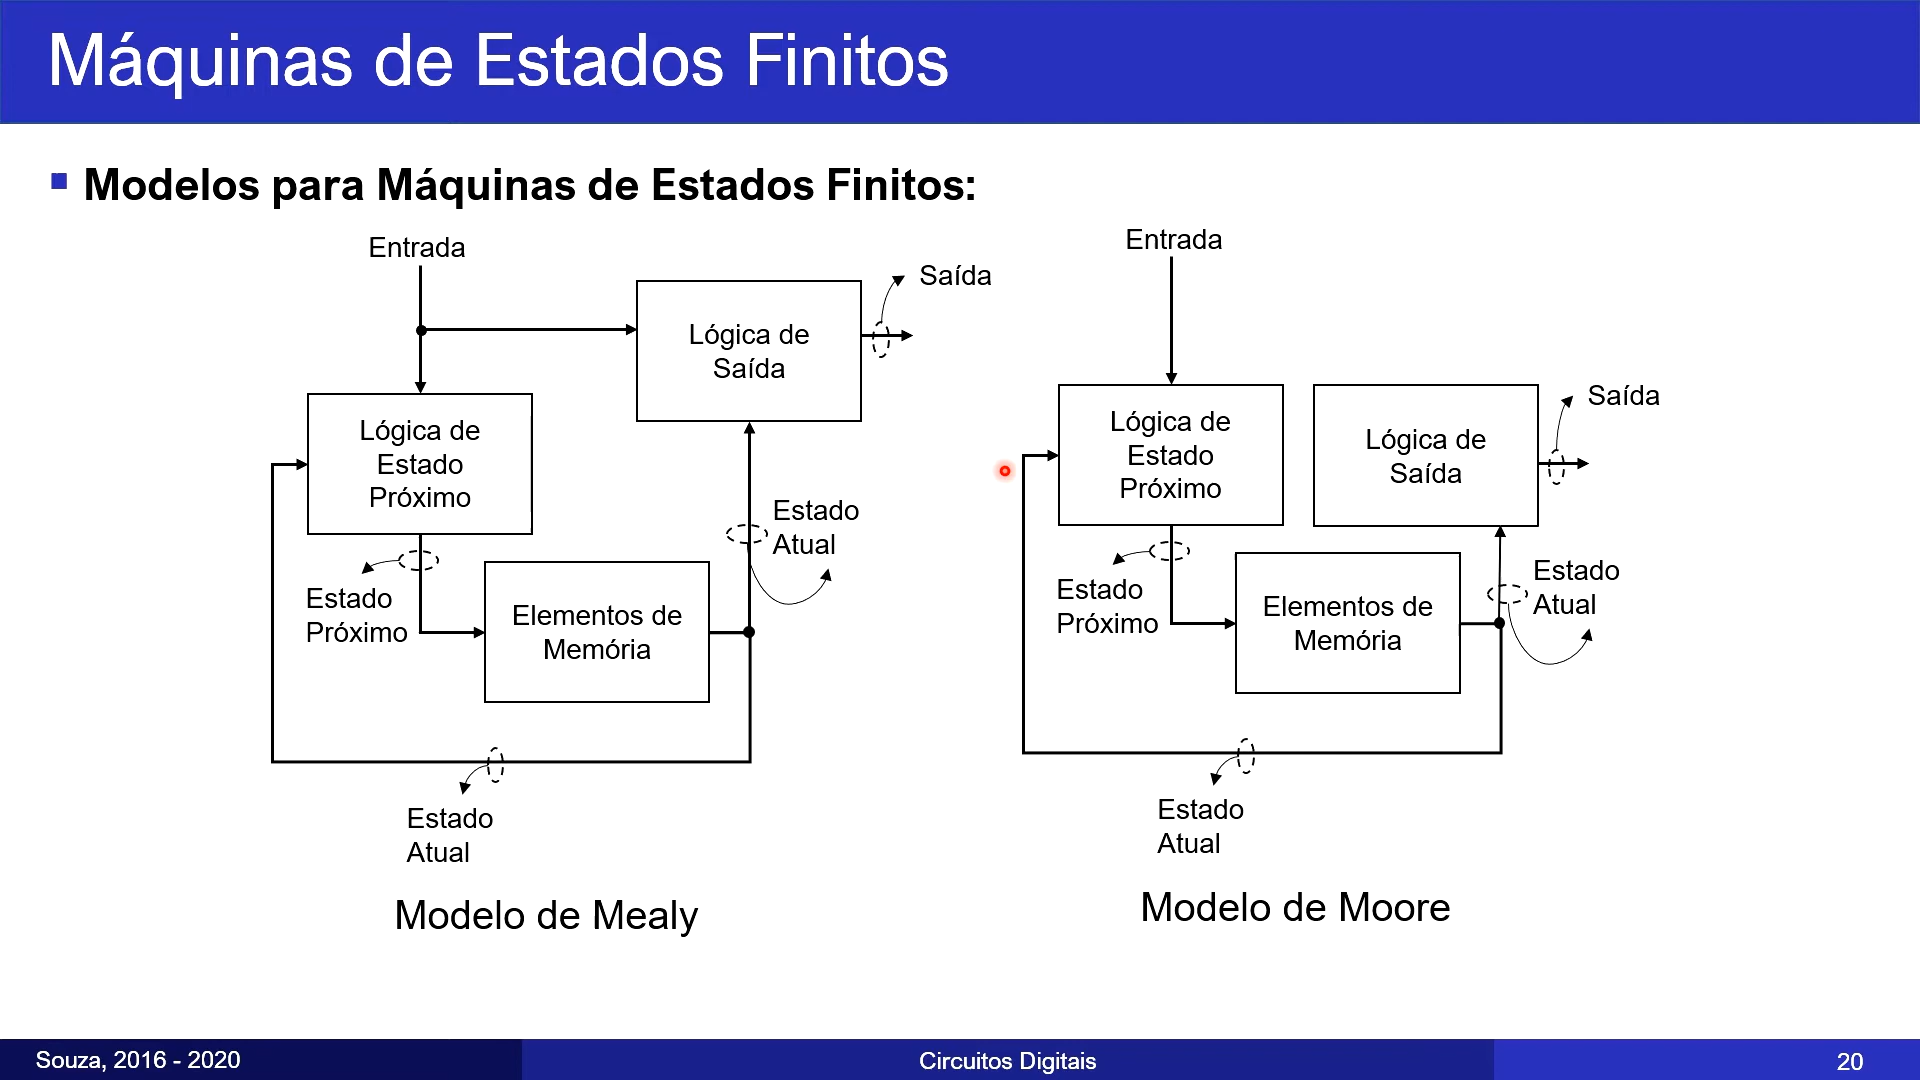 Máquinas de Estados Finitos
Modelos para Máquinas de Estados Finitos:
Entrada
Saída
Lógica de
Saída
Lógica de
Estado
Próximo
Estado
Atual
Estado
Próximo
Elementos de
Memória
Estado
Atual
Modelo de Mealy
Entrada
Saída
Lógica de
Estado
Próximo
Lógica de
Saída
Estado
Atual
Estado
Próximo
Elementos de
Memória
Estado
Atual
Modelo de Moore
Souza, 2016 - 2020
Circuitos Digitais
20